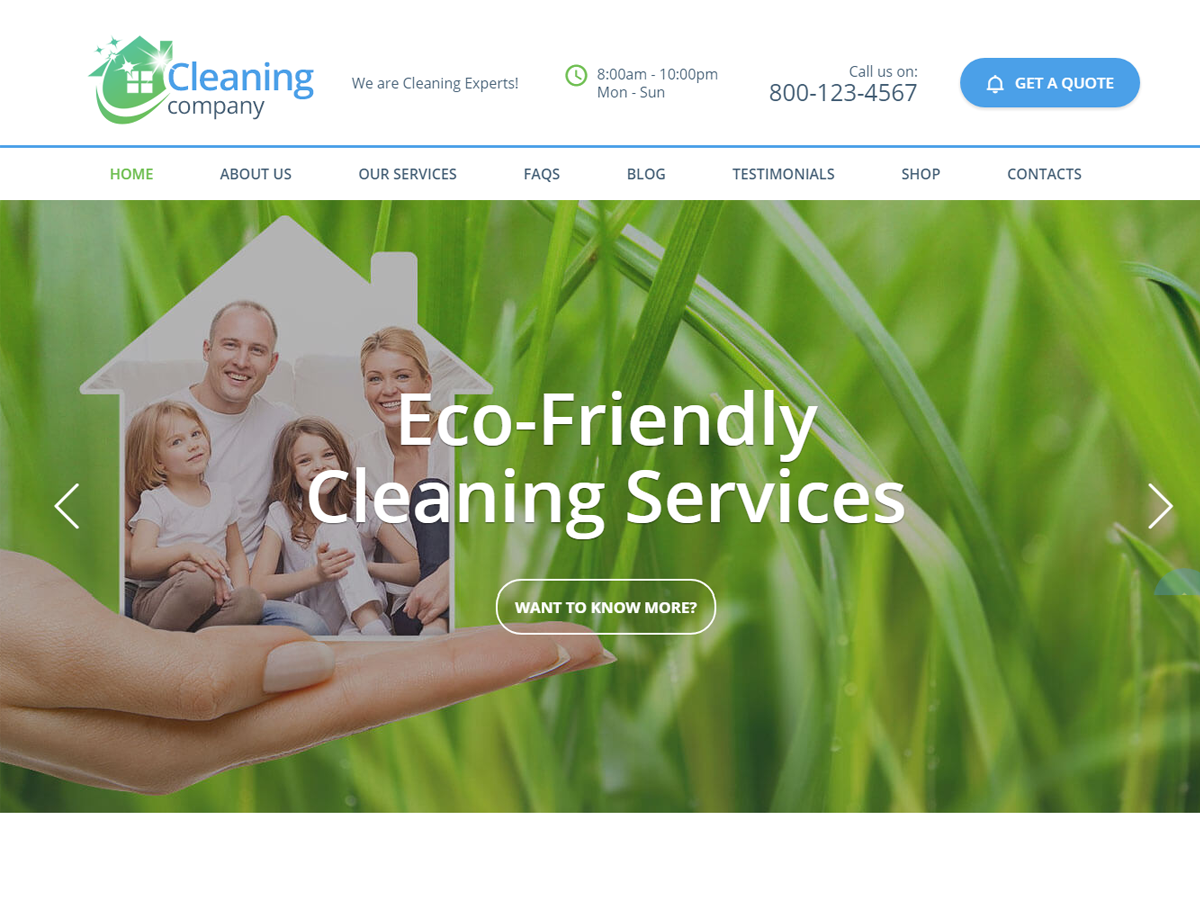 Cleaning
company
We are Cleaning Experts!
8:00am - 10:00pm
Mon - Sun
Call us on:
800-123-4567
GET A QUOTE
HOME
ABOUT US
OUR SERVICES
FAQS
BLOG
TESTIMONIALS
SHOP
CONTACTS
Eco-Friendly
Cleaning Services
WANT TO KNOW MORE?